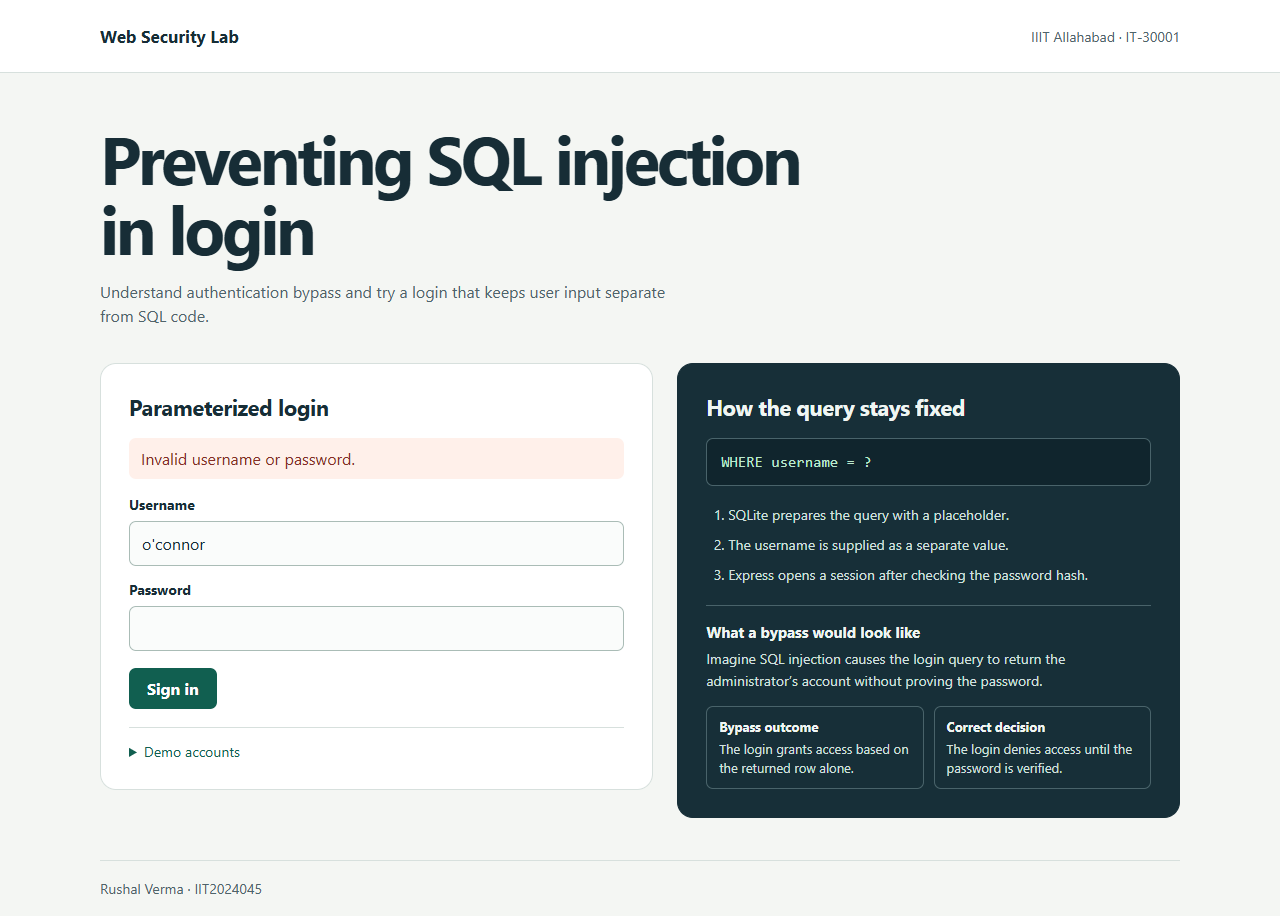 Web Security Lab
IIIT Allahabad · IT-30001
Preventing SQL injection
in login
Understand authentication bypass and try a login that keeps user input separate
from SQL code.
Parameterized login
Invalid username or password.
Username
o'connor
Password
Sign in
▶ Demo accounts
How the query stays fixed
WHERE username = ?
1. SQLite prepares the query with a placeholder.
2. The username is supplied as a separate value.
3. Express opens a session after checking the password hash.
What a bypass would look like
Imagine SQL injection causes the login query to return the
administrator's account without proving the password.
Bypass outcome
The login grants access based on
the returned row alone.
Correct decision
The login denies access until the
password is verified.
Rushal Verma · IIT2024045